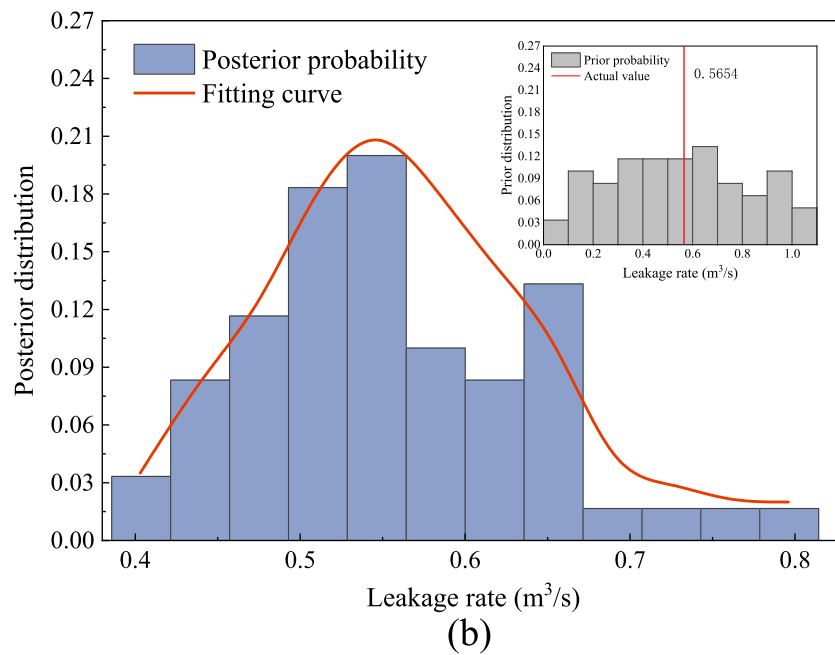 Posterior probability
Fitting curve
Posterior distribution
0.27
0.24
0.21
0.18
0.15
0.12
0.09
0.06
0.03
0.00
0.4 0.5 0.6 0.7 0.8
Leakage rate (m³/s)
Prior probability
Actual value
0.5654
Prior distribution
0.27
0.24
0.21
0.18
0.15
0.12
0.09
0.06
0.03
0.00
0.0 0.2 0.4 0.6 0.8 1.0
Leakage rate (m³/s)
(b)